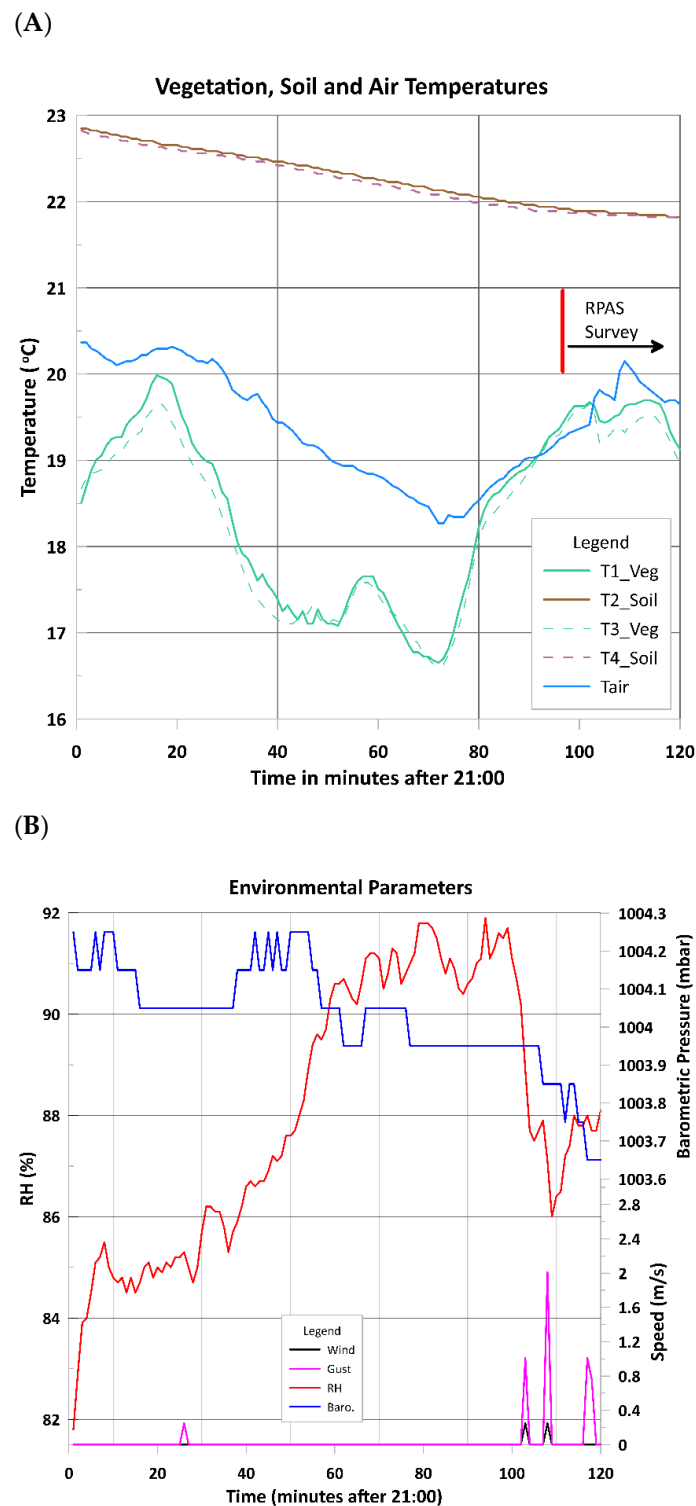 (A)
Vegetation, Soil and Air Temperatures
23
22
21
20
19
18
17
16
Temperature ( °C)
RPAS
Survey
Legend
T1_Veg
T2_Soil
T3_Veg
T4_Soil
Tair
0 20 40 60 80 100 120
Time in minutes after 21:00
(B)
Environmental Parameters
92
90
88
86
84
82
RH (%)
1004.3
1004.2
1004.1
1004
1003.9
1003.8
1003.7
1003.6
Barometric Pressure (mbar)
2.8
2.4
2
1.6
1.2
0.8
0.4
0
Speed (m/s)
Legend
Wind
Gust
RH
Baro.
0 20 40 60 80 100 120
Time (minutes after 21:00)